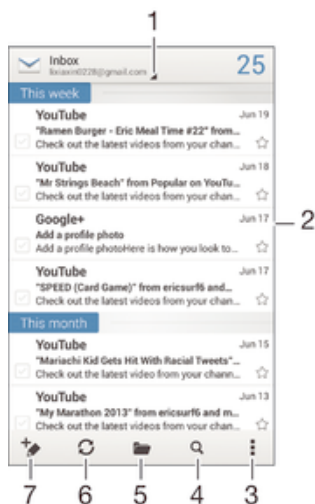 1
Inbox
lixiaxin0228@gmail.com
25
This week
YouTube Jun 19
"Ramen Burger - Eric Meal Time #22" from...
Check out the latest videos from your chan...
YouTube Jun 18
"Mr Strings Beach" from Popular on YouTu...
Check out the latest videos from your chan...
Google+ Jun 17
Add a profile photo
Add a profile photoHere is how you look to...
2
YouTube Jun 17
"SPEED (Card Game)" from ericsurf6 and...
Check out the latest videos from your chan...
This month
YouTube Jun 15
"Mariachi Kid Gets Hit With Racial Tweets"...
Check out the latest video from your chann...
YouTube Jun 13
"My Marathon 2013" from ericsurf6 and m...
Check out the latest videos from your chan...
7 6 5 4 3